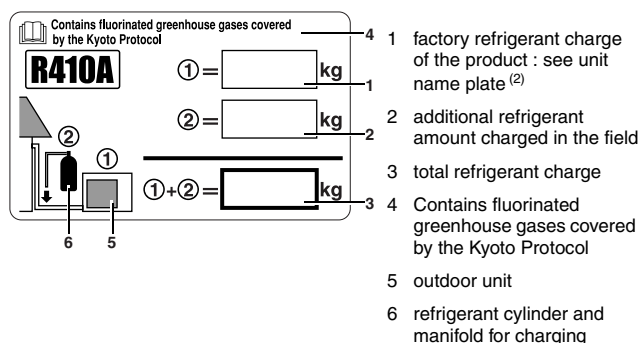 Contains fluorinated greenhouse gases covered
by the Kyoto Protocol
R410A
①=
kg
②=
kg
①+②=
kg
②
①
4
1
2
3
6
5
1 factory refrigerant charge
of the product : see unit
name plate (2)
2 additional refrigerant
amount charged in the field
3 total refrigerant charge
4 Contains fluorinated
greenhouse gases covered
by the Kyoto Protocol
5 outdoor unit
6 refrigerant cylinder and
manifold for charging